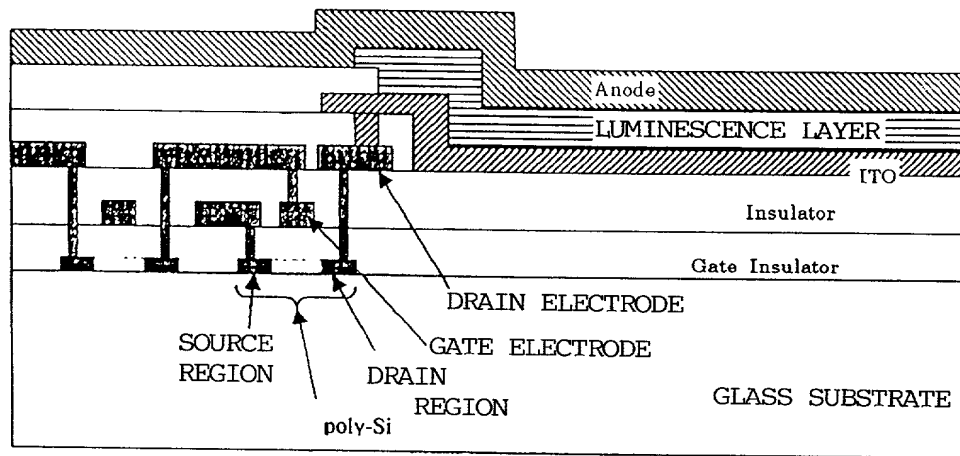 Anode
LUMINESCENCE LAYER
ITO
Insulator
Gate Insulator
DRAIN ELECTRODE
SOURCE
REGION
GATE ELECTRODE
DRAIN
REGION
poly-Si
GLASS SUBSTRATE